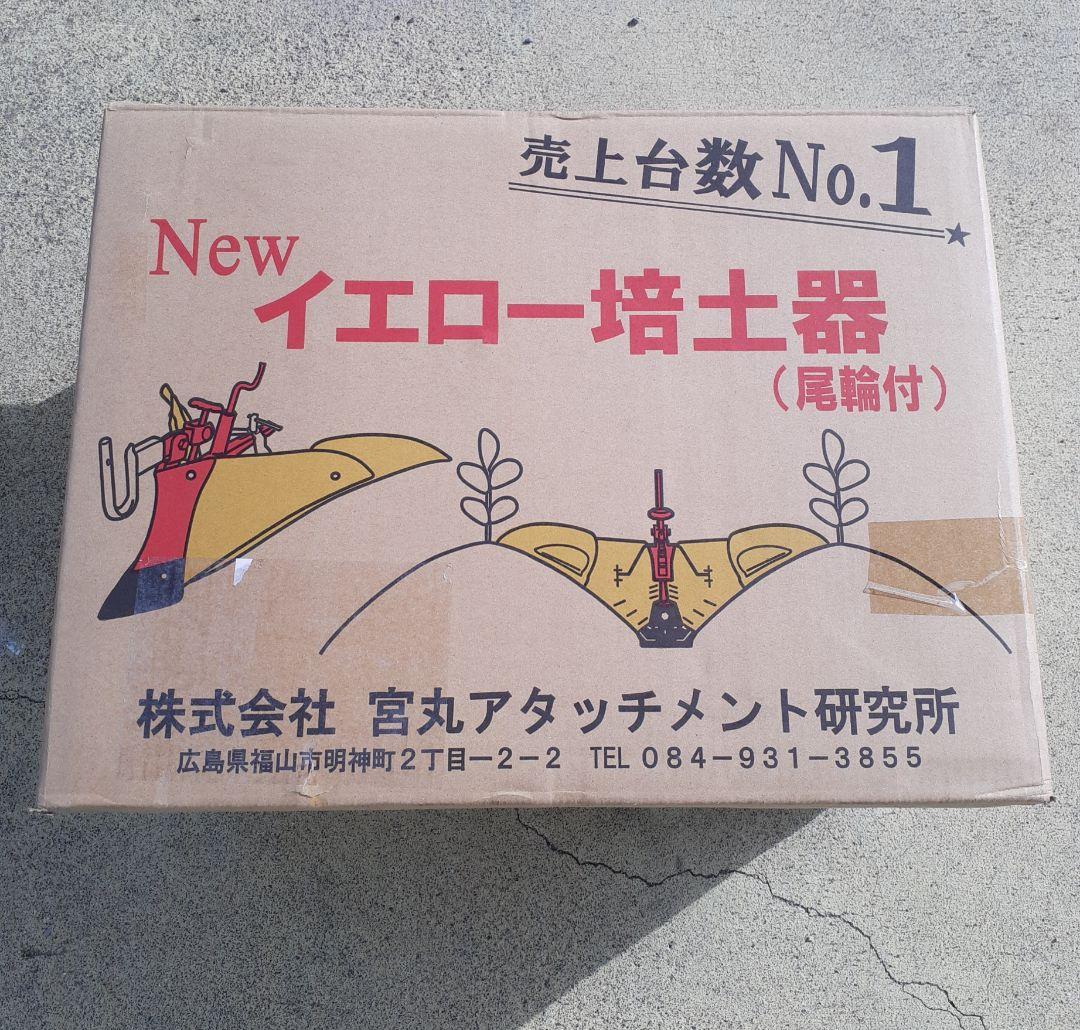 売上台数No.1
New
イエロー培土器
（尾輪付）
株式会社 宮丸アタッチメント研究所
広島県福山市明神町2丁目ー2－2 TEL 084－931－3855